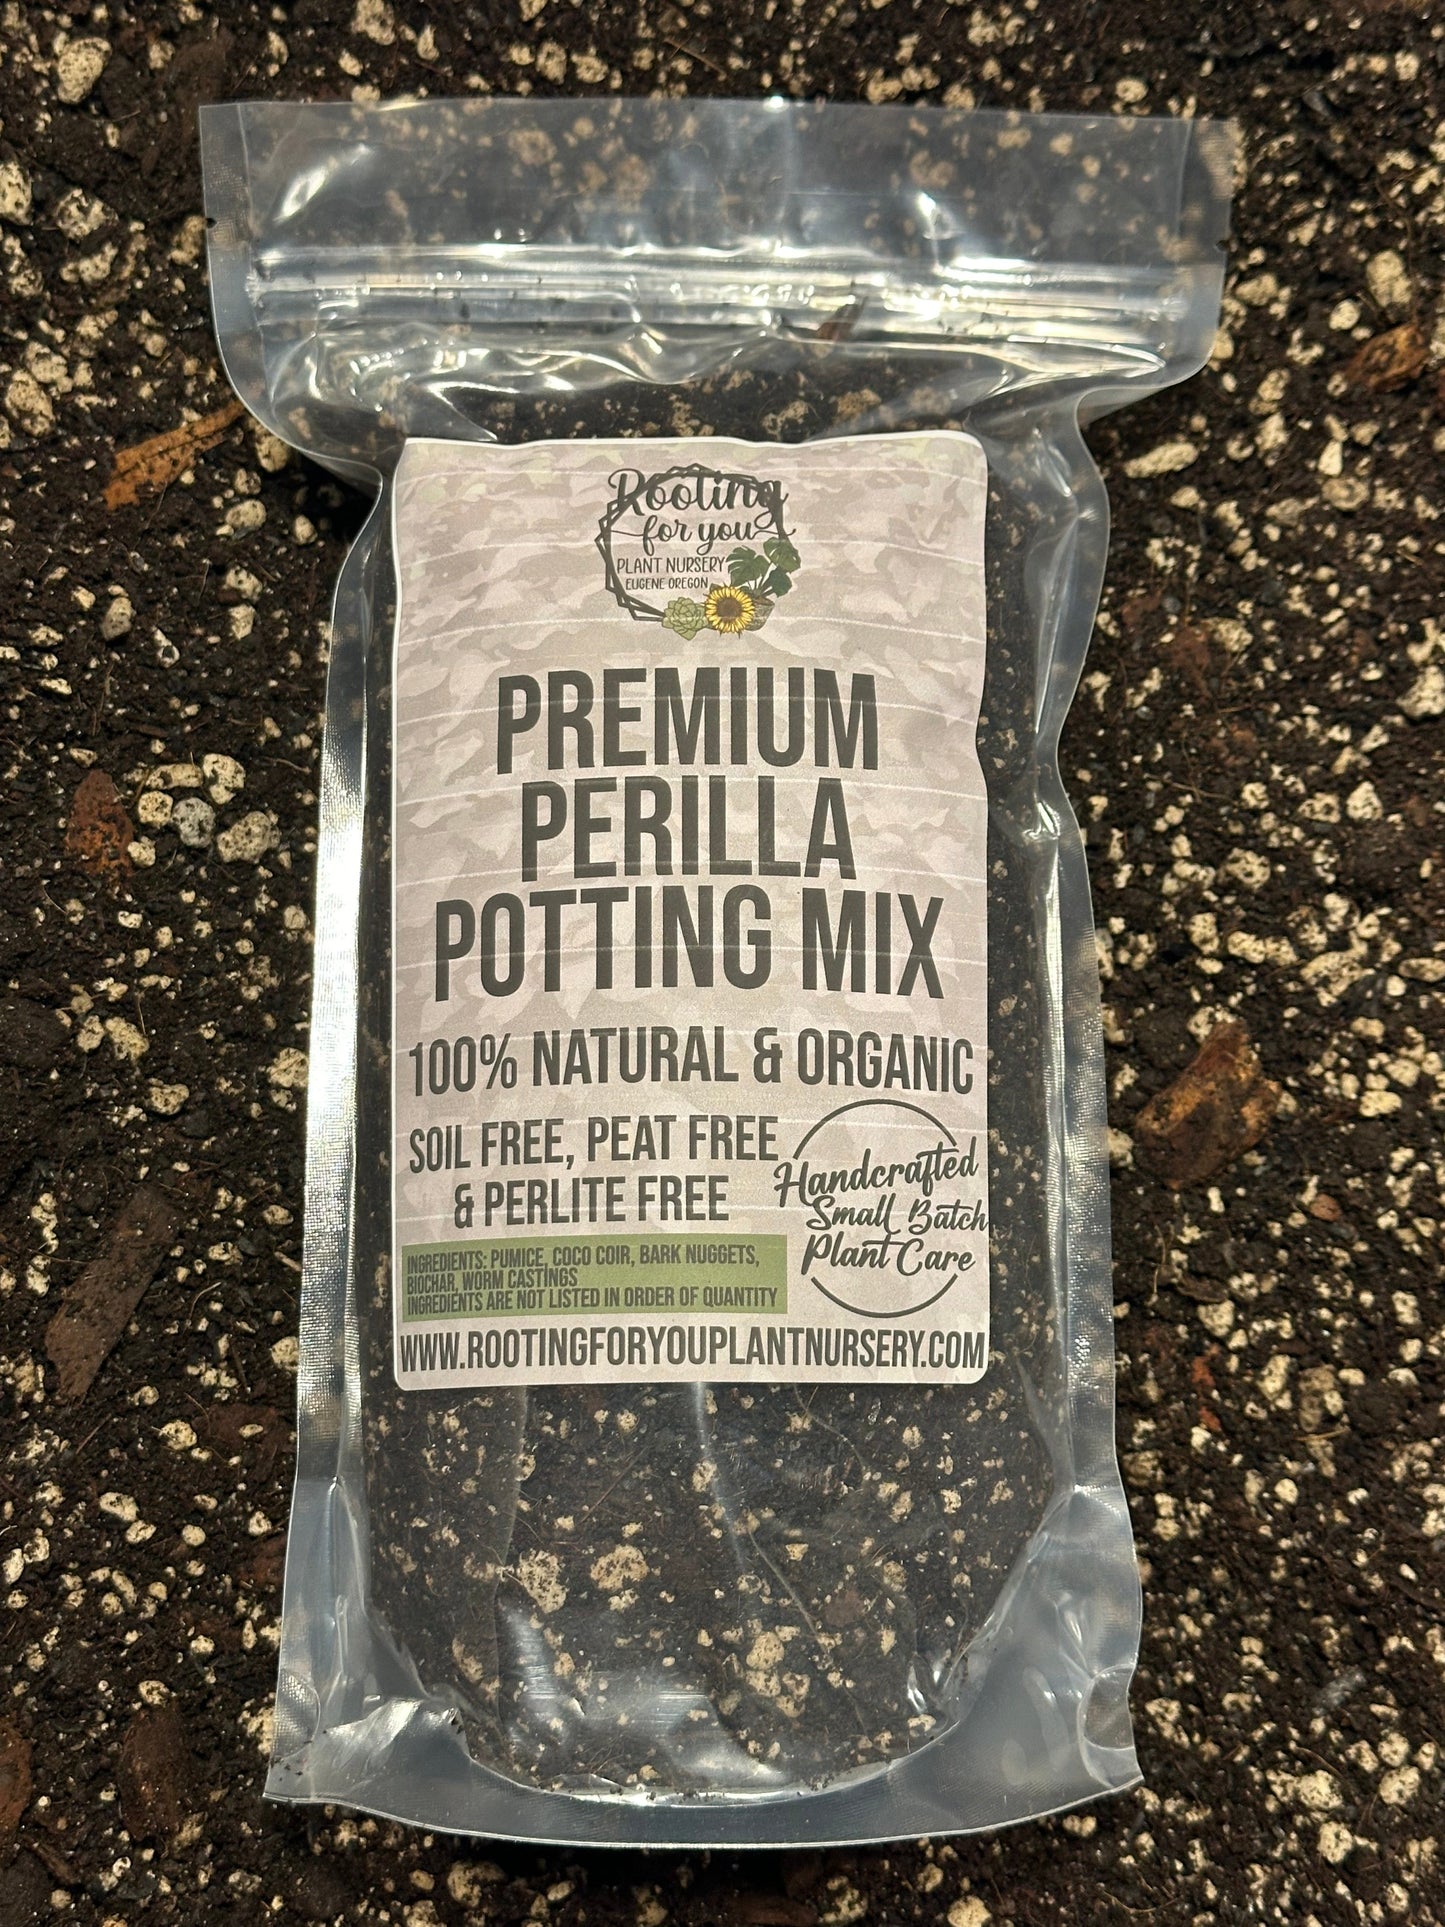 Rooting
for you
PLANT NURSERY
EUGENE OREGON
PREMIUM
PERILLA
POTTING MIX
100% NATURAL & ORGANIC
SOIL FREE, PEAT FREE
& PERLITE FREE
Handcrafted
Small Batch
Plant Care
INGREDIENTS: PUMICE, COCO COIR, BARK NUGGETS,
BIOCHAR, WORM CASTINGS
INGREDIENTS ARE NOT LISTED IN ORDER OF QUANTITY
WWW.ROOTINGFORYOUPLANTNURSERY.COM